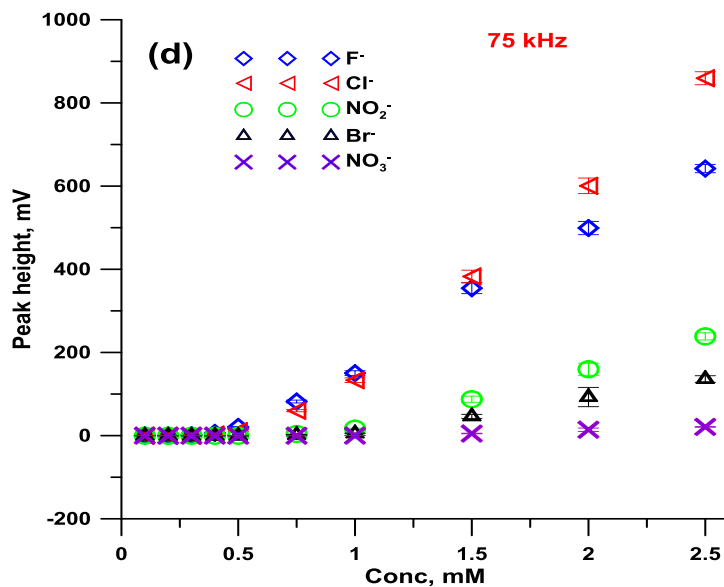 1000
(d)
75 kHz
F-
Cl-
NO2-
Br-
NO3-
800
600
400
200
0
-200
Peak height, mV
0
0.5
1
1.5
2
2.5
Conc, mM